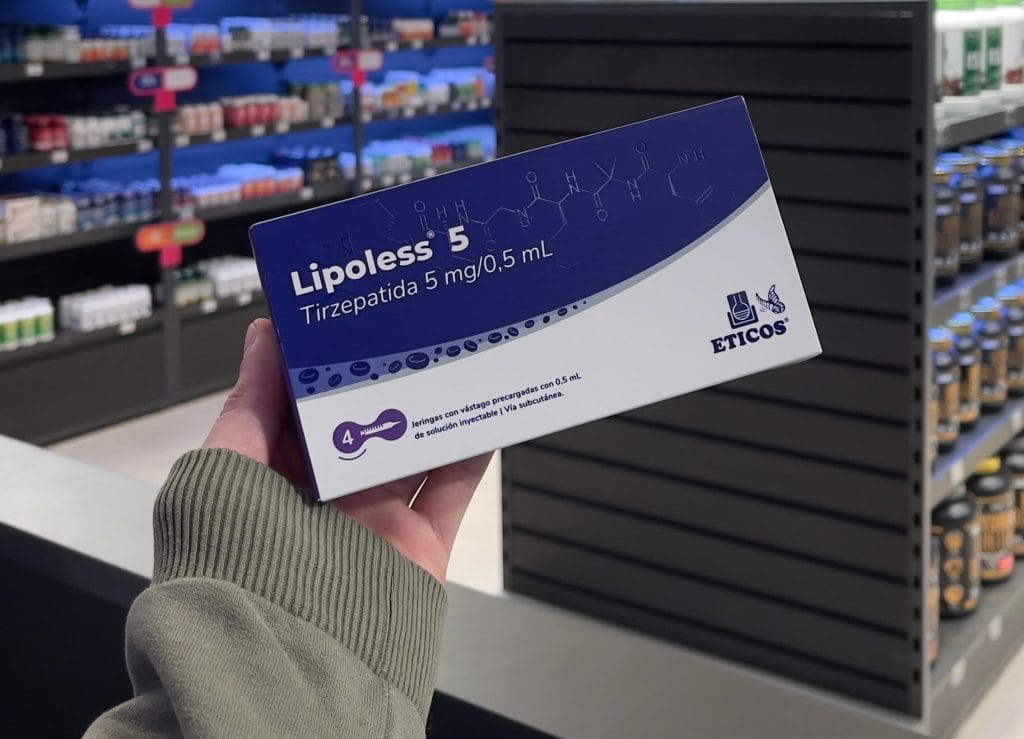 Lipoless® 5
Tirzepatida 5 mg/0,5 mL
ETICOS®
4
Jeringas con vástago precargadas con 0,5 mL
de solución inyectable | Vía subcutánea.